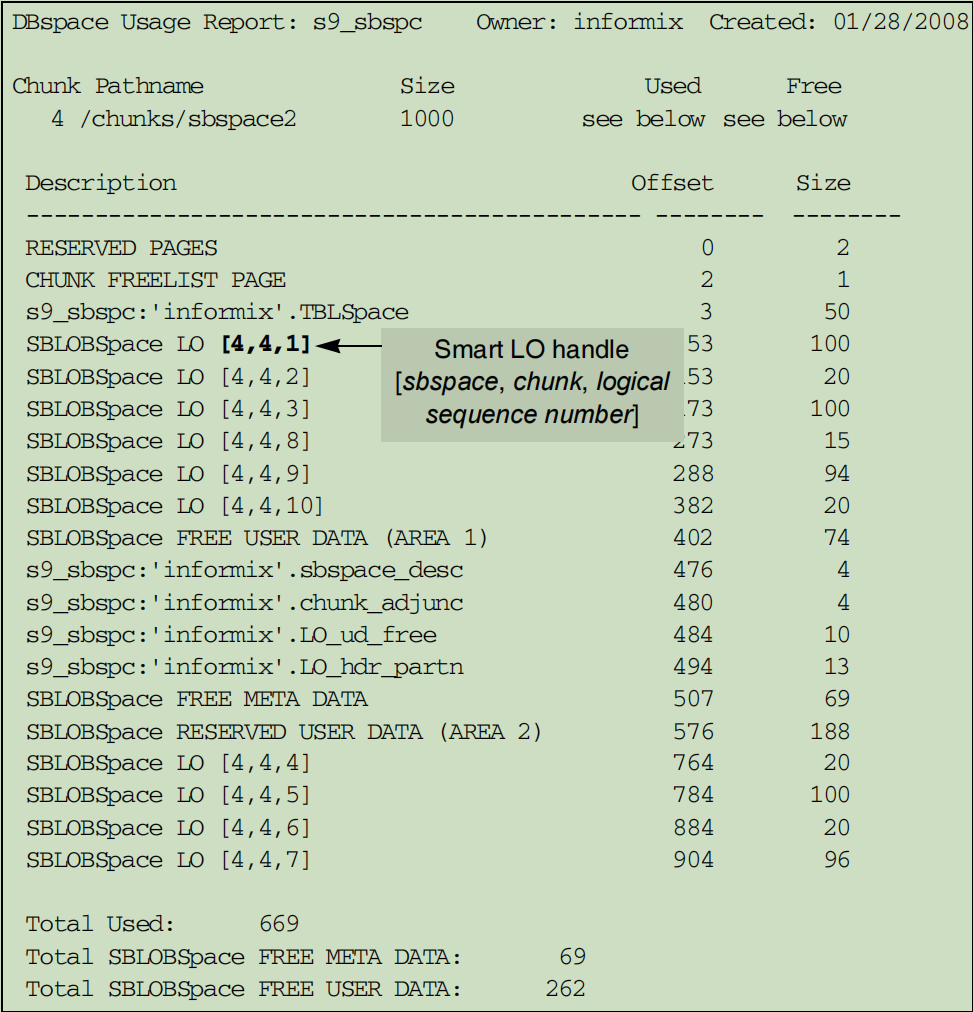 DBspace Usage Report: s9_sbspc Owner: informix Created: 01/28/2008
Chunk Pathname Size Used Free
4 /chunks/sbspace2 1000 see below see below
Description Offset Size
--------------------------------------------- -------- --------
RESERVED PAGES 0 2
CHUNK FREELIST PAGE 2 1
s9_sbspc:'informix'.TBLSpace 3 50
SBLOBSpace LO [4,4,1] 53 100
Smart LO handle
[sbspace, chunk, logical
sequence number]
SBLOBSpace LO [4,4,2] 153 20
SBLOBSpace LO [4,4,3] 173 100
SBLOBSpace LO [4,4,8] 273 15
SBLOBSpace LO [4,4,9] 288 94
SBLOBSpace LO [4,4,10] 382 20
SBLOBSpace FREE USER DATA (AREA 1) 402 74
s9_sbspc:'informix'.sbspace_desc 476 4
s9_sbspc:'informix'.chunk_adjunc 480 4
s9_sbspc:'informix'.LO_ud_free 484 10
s9_sbspc:'informix'.LO_hdr_partn 494 13
SBLOBSpace FREE META DATA 507 69
SBLOBSpace RESERVED USER DATA (AREA 2) 576 188
SBLOBSpace LO [4,4,4] 764 20
SBLOBSpace LO [4,4,5] 784 100
SBLOBSpace LO [4,4,6] 884 20
SBLOBSpace LO [4,4,7] 904 96
Total Used: 669
Total SBLOBSpace FREE META DATA: 69
Total SBLOBSpace FREE USER DATA: 262